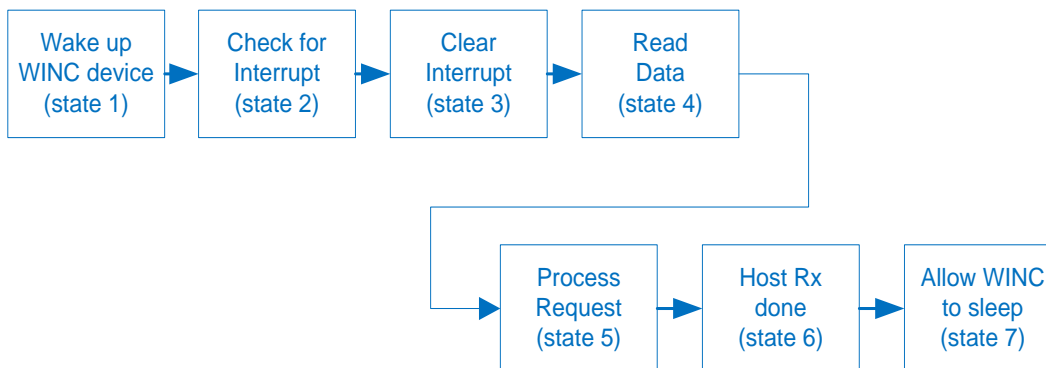 Wake up
WINC device
(state 1)
Check for
Interrupt
(state 2)
Clear
Interrupt
(state 3)
Read
Data
(state 4)
Process
Request
(state 5)
Host Rx
done
(state 6)
Allow WINC
to sleep
(state 7)